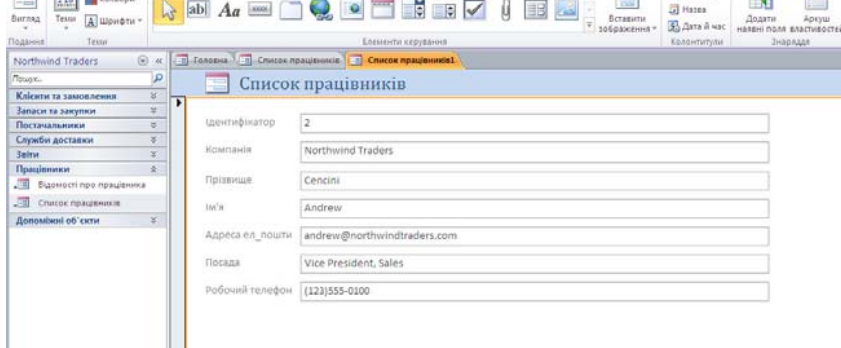 Вигляд
Теми
Шрифти
ab|
Aa
xxxx
Вставити
зображення
Назва
Дата й час
Додати
наявні поля
Аркуш
властивостей
Подання
Теми
Елементи керування
Колонтитули
Знаряддя
Northwind Traders
Пошук...
Клієнти та замовлення
Запаси та закупки
Постачальники
Служби доставки
Звіти
Працівники
Відомості про працівника
Список працівників
Допоміжні об'єкти
Головна
Список працівників
Список працівників1
Список працівників
Ідентифікатор 2
Компанія Northwind Traders
Прізвище Cencini
Ім'я Andrew
Адреса ел_пошти andrew@northwindtraders.com
Посада Vice President, Sales
Робочий телефон (123)555-0100